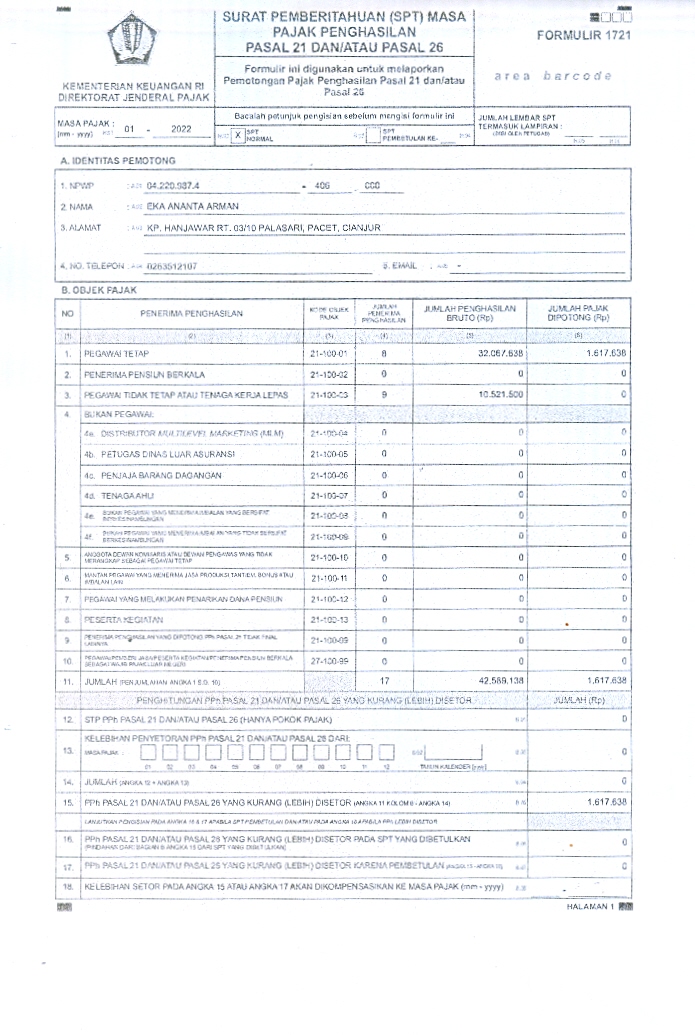 KEMENTERIAN KEUANGAN RI
DIREKTORAT JENDERAL PAJAK
SURAT PEMBERITAHUAN (SPT) MASA
PAJAK PENGHASILAN
PASAL 21 DAN/ATAU PASAL 26
Formulir ini digunakan untuk melaporkan
Pemotongan Pajak Penghasilan Pasal 21 dan/atau
Pasal 26
FORMULIR 1721
area barcode
MASA PAJAK :
(mm - yyyy) 01 - 2022
Bacalah petunjuk pengisian sebelum mengisi formulir ini
X SPT NORMAL SPT PEMBETULAN KE-
JUMLAH LEMBAR SPT
TERMASUK LAMPIRAN :
(DIISI OLEH PETUGAS)
A. IDENTITAS PEMOTONG
1. NPWP : 04.220.987.4 - 406 . 000
2. NAMA : EKA ANANTA ARMAN
3. ALAMAT : KP. HANJAWAR RT. 03/10 PALASARI, PACET, CIANJUR
4. NO. TELEPON : 0263512107 5. EMAIL : -
B. OBJEK PAJAK
NO PENERIMA PENGHASILAN KODE OBJEK PAJAK JUMLAH PENERIMA PENGHASILAN JUMLAH PENGHASILAN BRUTO (Rp) JUMLAH PAJAK DIPOTONG (Rp)
(1) (2) (3) (4) (5) (6)
1. PEGAWAI TETAP 21-100-01 8 32.067.638 1.617.638
2. PENERIMA PENSIUN BERKALA 21-100-02 0 0 0
3. PEGAWAI TIDAK TETAP ATAU TENAGA KERJA LEPAS 21-100-03 9 10.521.500 0
4. BUKAN PEGAWAI:
4a. DISTRIBUTOR MULTILEVEL MARKETING (MLM) 21-100-04 0 0 0
4b. PETUGAS DINAS LUAR ASURANSI 21-100-05 0 0 0
4c. PENJAJA BARANG DAGANGAN 21-100-06 0 0 0
4d. TENAGA AHLI 21-100-07 0 0 0
4e. BUKAN PEGAWAI YANG MENERIMA IMBALAN YANG BERSIFAT BERKESINAMBUNGAN 21-100-08 0 0 0
4f. BUKAN PEGAWAI YANG MENERIMA IMBALAN YANG TIDAK BERSIFAT BERKESINAMBUNGAN 21-100-09 0 0 0
5. ANGGOTA DEWAN KOMISARIS ATAU DEWAN PENGAWAS YANG TIDAK MERANGKAP SEBAGAI PEGAWAI TETAP 21-100-10 0 0 0
6. MANTAN PEGAWAI YANG MENERIMA JASA PRODUKSI TANTIEM, BONUS ATAU IMBALAN LAIN 21-100-11 0 0 0
7. PEGAWAI YANG MELAKUKAN PENARIKAN DANA PENSIUN 21-100-12 0 0 0
8. PESERTA KEGIATAN 21-100-13 0 0
9 PENERIMA PENGHASILAN YANG DIPOTONG PPh PASAL 21 TIDAK FINAL LAINNYA 21-100-99 0 0 0
10. PEGAWAI/PEMBERI JASA/PESERTA KEGIATAN/PENERIMA PENSIUN BERKALA SEBAGAI WAJIB PAJAK LUAR NEGERI 27-100-99 0 0 0
11. JUMLAH (PENJUMLAHAN ANGKA 1 S.D. 10) 17 42.589.138 1.617.638
PENGHITUNGAN PPh PASAL 21 DAN/ATAU PASAL 26 YANG KURANG (LEBIH) DISETOR JUMLAH (Rp)
12. STP PPh PASAL 21 DAN/ATAU PASAL 26 (HANYA POKOK PAJAK) 0
13. KELEBIHAN PENYETORAN PPh PASAL 21 DAN/ATAU PASAL 26 DARI:
MASA PAJAK : 01 02 03 04 05 06 07 08 09 10 11 12 TAHUN KALENDER (yyyy) 0
14. JUMLAH (ANGKA 12 + ANGKA 13) 0
15. PPh PASAL 21 DAN/ATAU PASAL 26 YANG KURANG (LEBIH) DISETOR (ANGKA 11 KOLOM 6 - ANGKA 14) 1.617.638
LANJUTKAN PENGISIAN PADA ANGKA 16 & 17 APABILA SPT PEMBETULAN DAN/ATAU PADA ANGKA 18 APABILA PPh LEBIH DISETOR
16. PPh PASAL 21 DAN/ATAU PASAL 26 YANG KURANG (LEBIH) DISETOR PADA SPT YANG DIBETULKAN
(PINDAHAN DARI BAGIAN B ANGKA 15 DARI SPT YANG DIBETULKAN) 0
17. PPh PASAL 21 DAN/ATAU PASAL 26 YANG KURANG (LEBIH) DISETOR KARENA PEMBETULAN (ANGKA 15 - ANGKA 16) 0
18. KELEBIHAN SETOR PADA ANGKA 15 ATAU ANGKA 17 AKAN DIKOMPENSASIKAN KE MASA PAJAK (mm - yyyy) -
HALAMAN 1